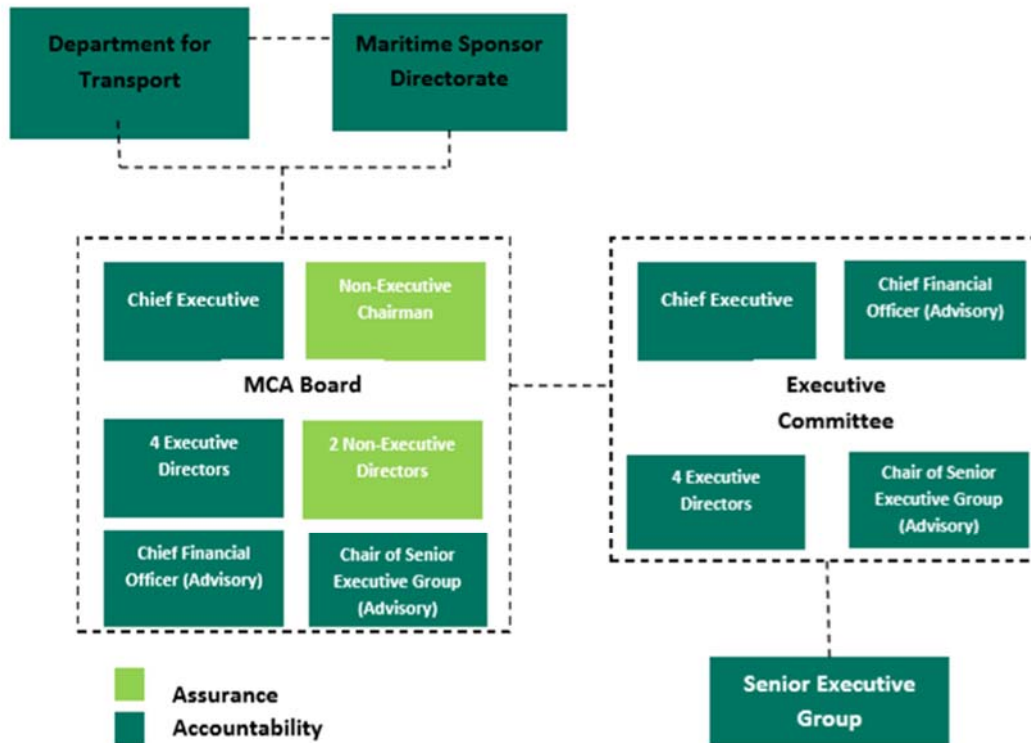 Department for
Transport
Maritime Sponsor
Directorate
Chief Executive
Non-Executive
Chairman
MCA Board
4 Executive
Directors
2 Non-Executive
Directors
Chief Financial
Officer (Advisory)
Chair of Senior
Executive Group
(Advisory)
Chief Executive
Chief Financial
Officer (Advisory)
Executive
Committee
4 Executive
Directors
Chair of Senior
Executive Group
(Advisory)
Senior Executive
Group
Assurance
Accountability